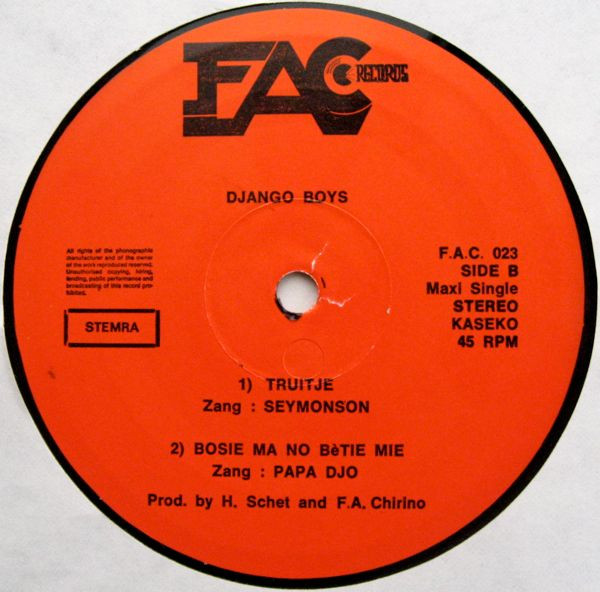 FAC RECORDS
DJANGO BOYS
All rights of the phonographic
manufacturer and of the owner
of the work reproduced reserved.
Unauthorised copying, hiring,
lending, public performance and
broadcasting of this record pro-
hibited.
STEMRA
F.A.C. 023
SIDE B
Maxi Single
STEREO
KASEKO
45 RPM
1) TRUITJE
Zang : SEYMONSON
2) BOSIE MA NO BèTIE MIE
Zang : PAPA DJO
Prod. by H. Schet and F.A. Chirino